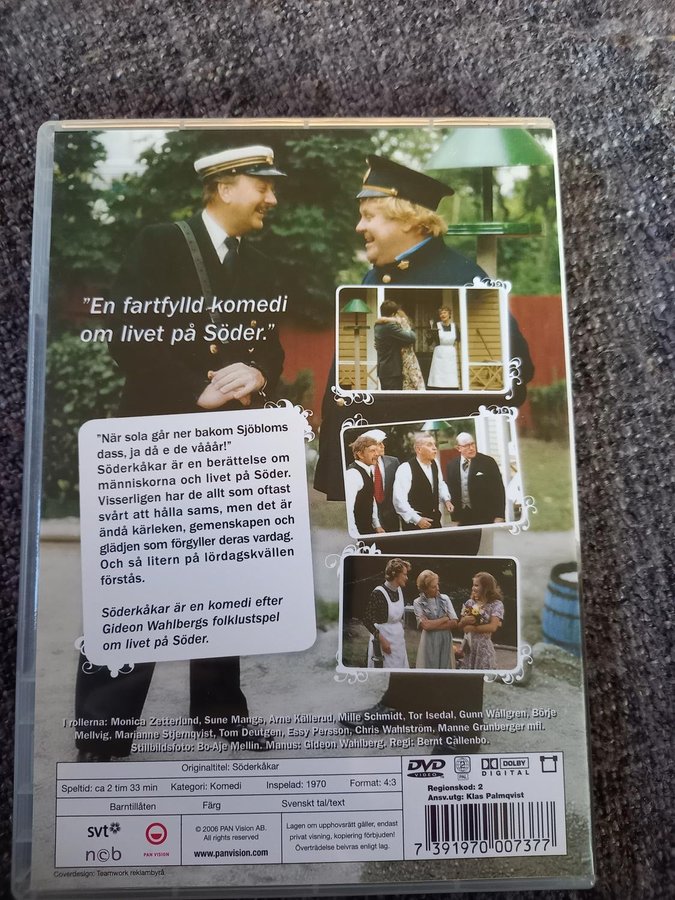 "En fartfylld komedi
om livet på Söder."
"När sola går ner bakom Sjöbloms
dass, ja då e de vååår!"
Söderkåkar är en berättelse om
människorna och livet på Söder.
Visserligen har de allt som oftast
svårt att hålla sams, men det är
ändå kärleken, gemenskapen och
glädjen som förgyller deras vardag.
Och så litern på lördagskvällen
förstås.
Söderkåkar är en komedi efter
Gideon Wahlbergs folklustspel
om livet på Söder.
I rollerna: Monica Zetterlund, Sune Mangs, Arne Källerud, Mille Schmidt, Tor Isedal, Gunn Wållgren, Börje
Mellvig, Marianne Stjernqvist, Tom Deutgen, Essy Persson, Chris Wahlström, Manne Grünberger mfl.
Stillbildsfoto: Bo-Aje Mellin. Manus: Gideon Wahlberg. Regi: Bernt Callenbo.
Originaltitel: Söderkåkar
Speltid: ca 2 tim 33 min
Kategori: Komedi
Inspelad: 1970
Format: 4:3
Barntillåten
Färg
Svenskt tal/text
svt
ncb
PAN VISION
© 2006 PAN Vision AB.
All rights reserved
www.panvision.com
Lagen om upphovsrätt gäller, endast
privat visning, kopiering förbjuden!
Överträdelse beivras enligt lag.
DVD
VIDEO
2
PAL
DOLBY
DIGITAL
Regionskod: 2
Ansv.utg: Klas Palmqvist
7 391970 007377
Coverdesign: Teamwork reklambyrå